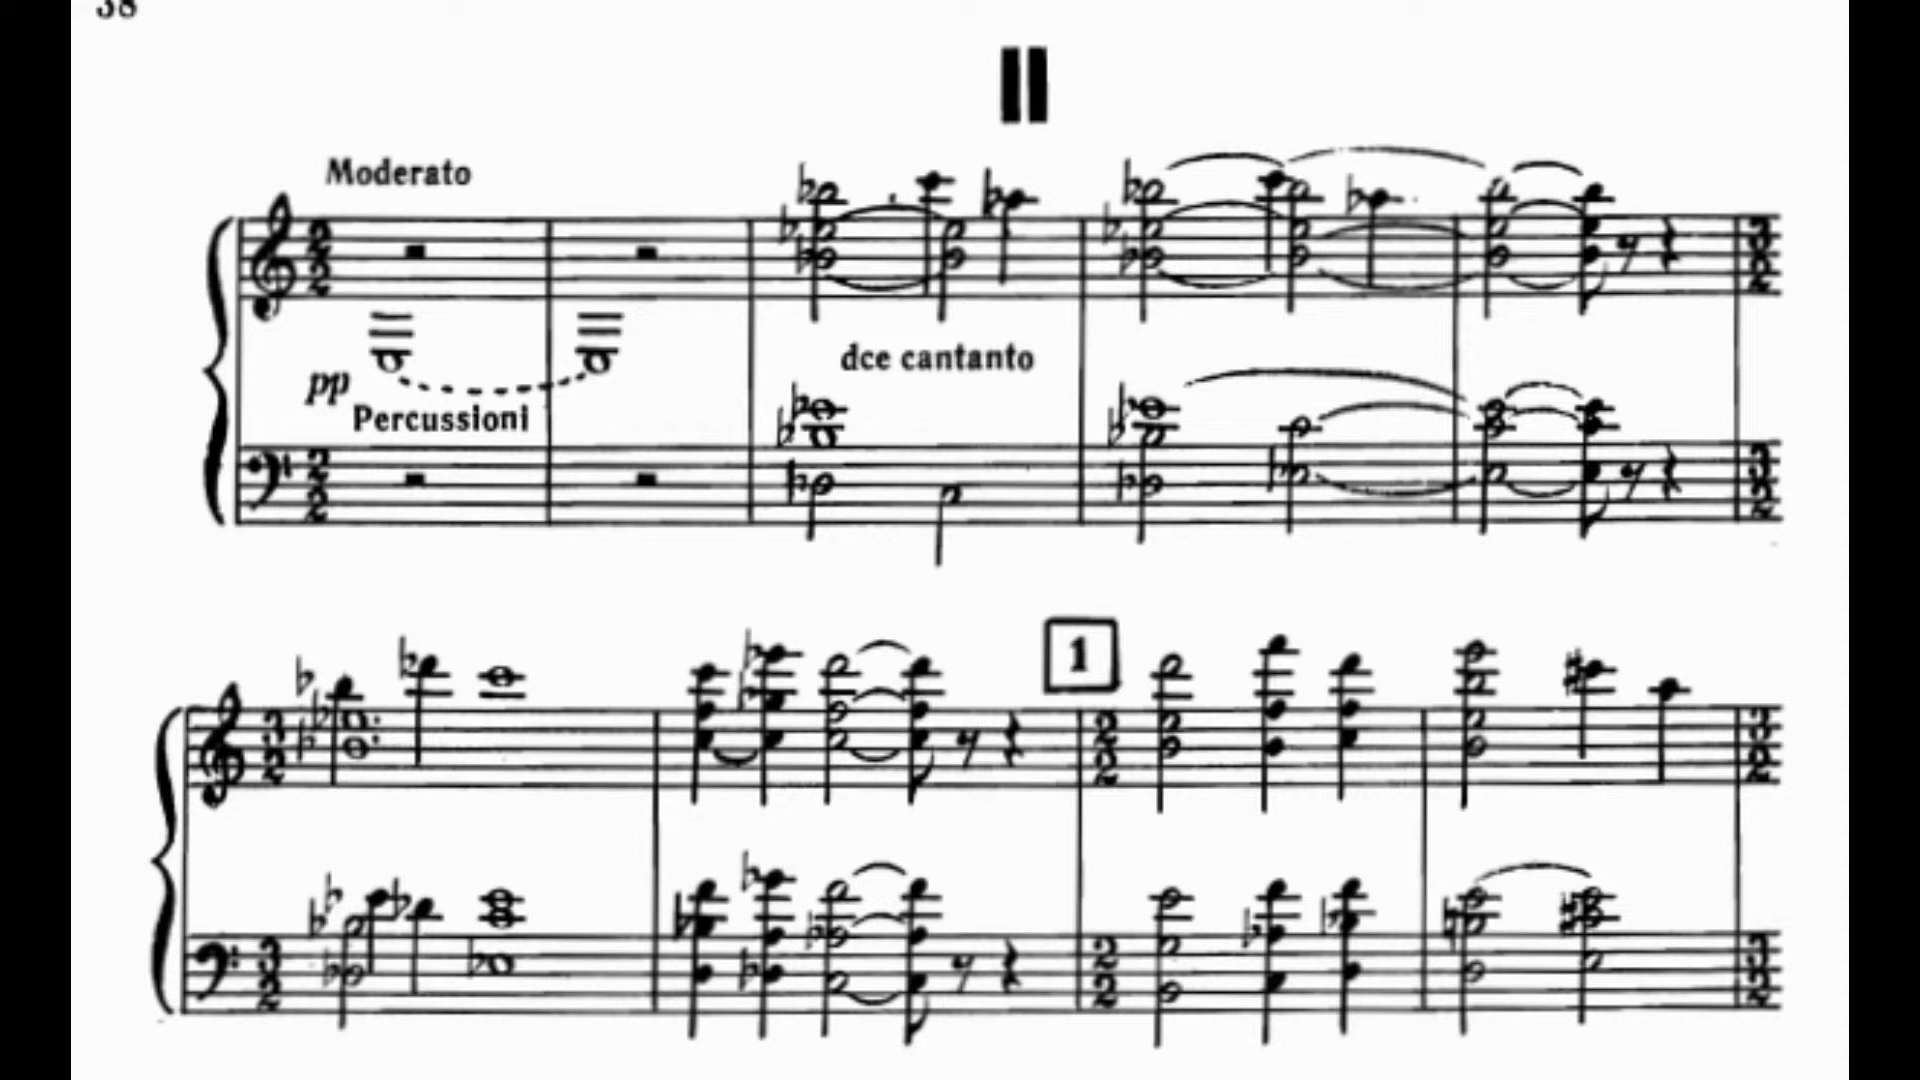 38
II
Moderato
pp
dce cantanto
Percussioni
1